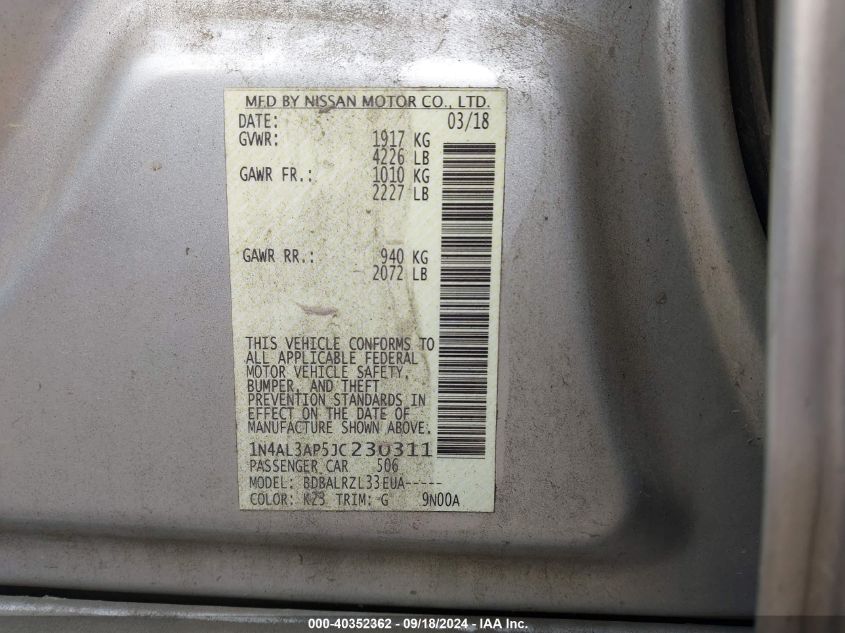 MFD BY NISSAN MOTOR CO., LTD.
DATE: 03/18
GVWR: 1917 KG
4226 LB
GAWR FR.: 1010 KG
2227 LB
GAWR RR.: 940 KG
2072 LB
THIS VEHICLE CONFORMS TO
ALL APPLICABLE FEDERAL
MOTOR VEHICLE SAFETY,
BUMPER, AND THEFT
PREVENTION STANDARDS IN
EFFECT ON THE DATE OF
MANUFACTURE SHOWN ABOVE.
1N4AL3AP5JC230311
PASSENGER CAR 506
MODEL: BDBALRZL33EUA-----
COLOR: K23 TRIM: G 9N00A
000-40352362 - 09/18/2024 - IAA Inc.